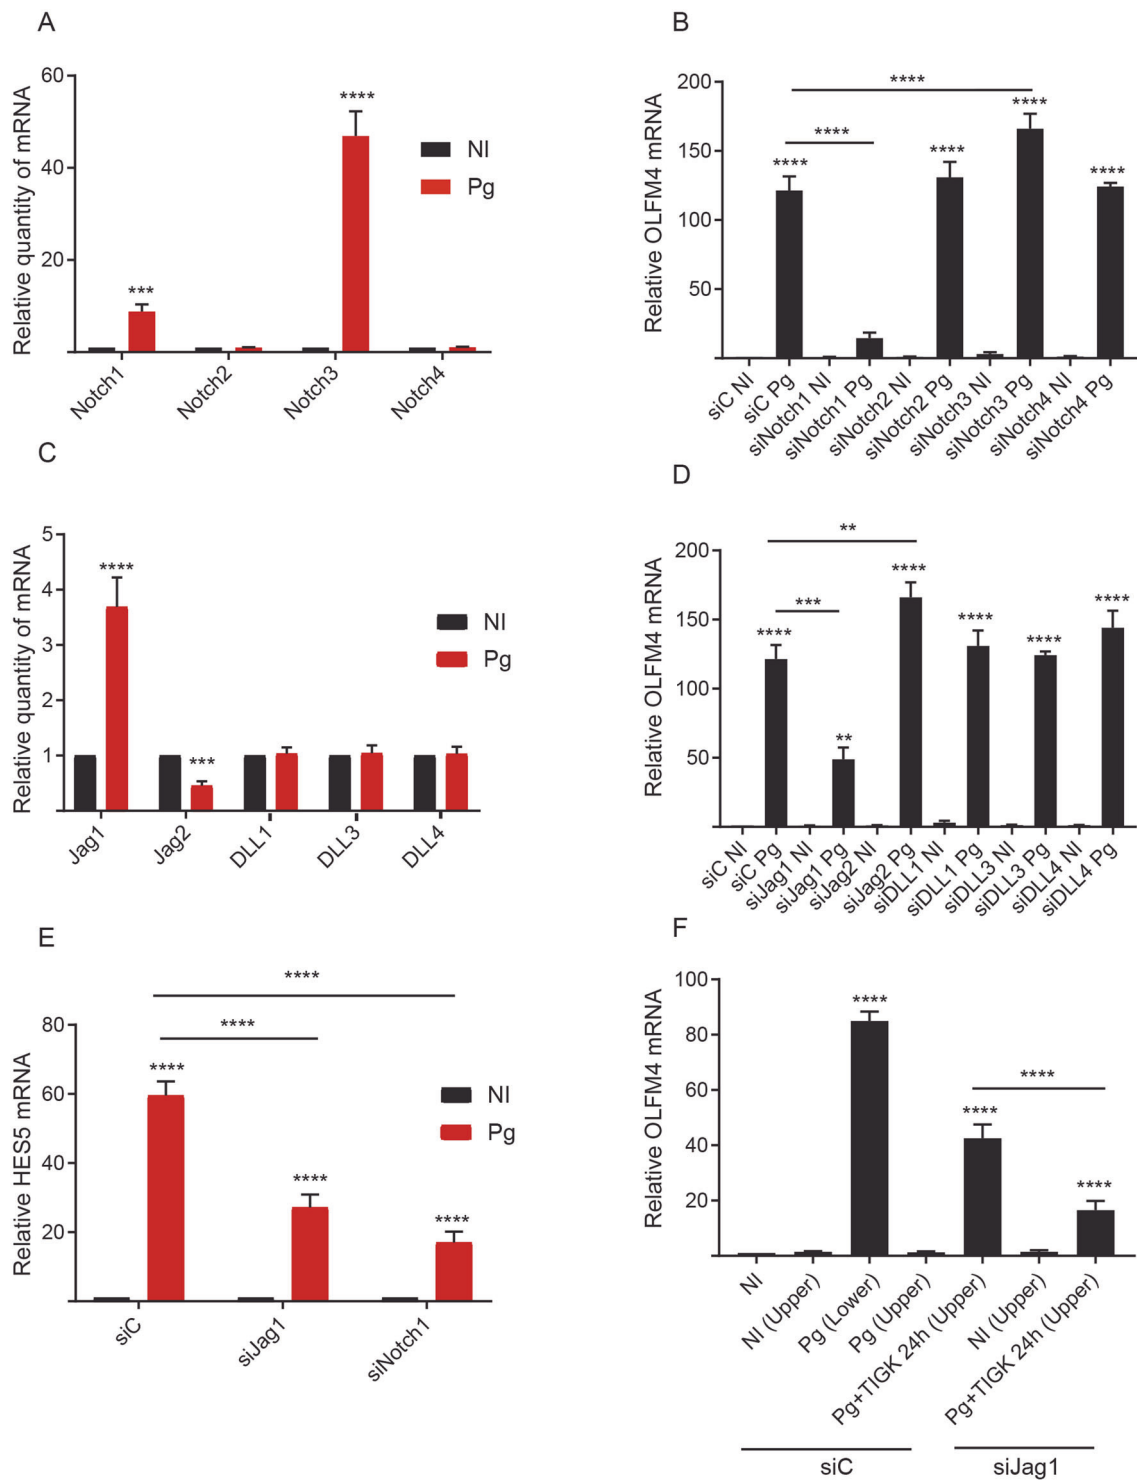 A
Relative quantity of mRNA
60
40
20
***
****
NI
Pg
Notch1
Notch2
Notch3
Notch4
B
Relative OLFM4 mRNA
200
150
100
50
****
****
****
****
****
****
siC NI
siC Pg
siNotch1 NI
siNotch1 Pg
siNotch2 NI
siNotch2 Pg
siNotch3 NI
siNotch3 Pg
siNotch4 NI
siNotch4 Pg
C
Relative quantity of mRNA
5
4
3
2
1
****
***
NI
Pg
Jag1
Jag2
DLL1
DLL3
DLL4
D
Relative OLFM4 mRNA
200
150
100
50
**
***
****
**
****
****
****
****
siC NI
siC Pg
siJag1 NI
siJag1 Pg
siJag2 NI
siJag2 Pg
siDLL1 NI
siDLL1 Pg
siDLL3 NI
siDLL3 Pg
siDLL4 NI
siDLL4 Pg
E
Relative HES5 mRNA
80
60
40
20
****
****
****
****
****
NI
Pg
siC
siJag1
siNotch1
F
Relative OLFM4 mRNA
100
80
60
40
20
****
****
****
****
NI
NI (Upper)
Pg (Lower)
Pg (Upper)
Pg+TIGK 24h (Upper)
NI (Upper)
Pg+TIGK 24h (Upper)
siC
siJag1